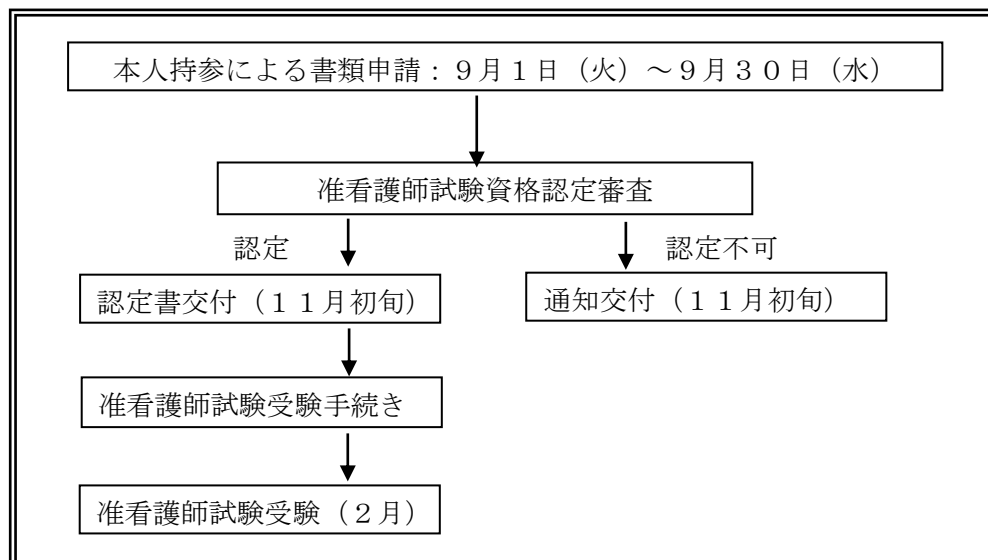 本人持参による書類申請：９月１日（火）～９月３０日（水）
准看護師試験資格認定審査
認定
認定不可
認定書交付（１１月初旬）
通知交付（１１月初旬）
准看護師試験受験手続き
准看護師試験受験（２月）